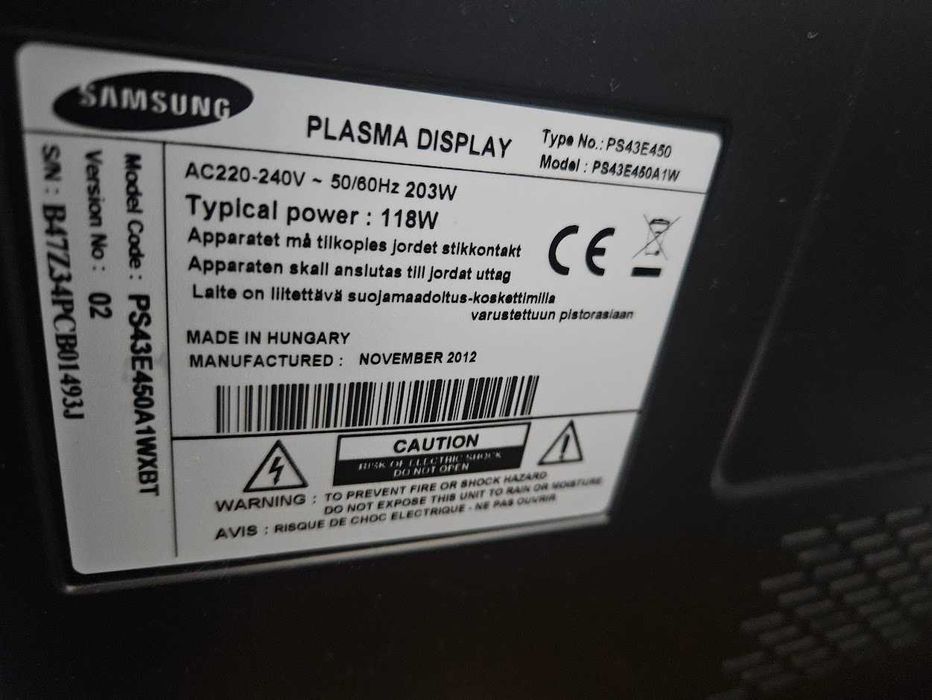 SAMSUNG
PLASMA DISPLAY
Type No.: PS43E450
Model : PS43E450A1W
AC220-240V ~ 50/60Hz 203W
Typical power : 118W
Apparatet må tilkoples jordet stikkontakt
Apparaten skall anslutas till jordat uttag
Laite on liitettävä suojamaadoitus-koskettimilla
varustettuun pistorasiaan
CE
MADE IN HUNGARY
MANUFACTURED : NOVEMBER 2012
CAUTION
RISK OF ELECTRIC SHOCK
DO NOT OPEN
WARNING : TO PREVENT FIRE OR SHOCK HAZARD
DO NOT EXPOSE THIS UNIT TO RAIN OR MOISTURE
AVIS : RISQUE DE CHOC ELECTRIQUE - NE PAS OUVRIR
Model Code : PS43E450A1WXBT
Version No : 02
S/N : B47Z34PCB01493J